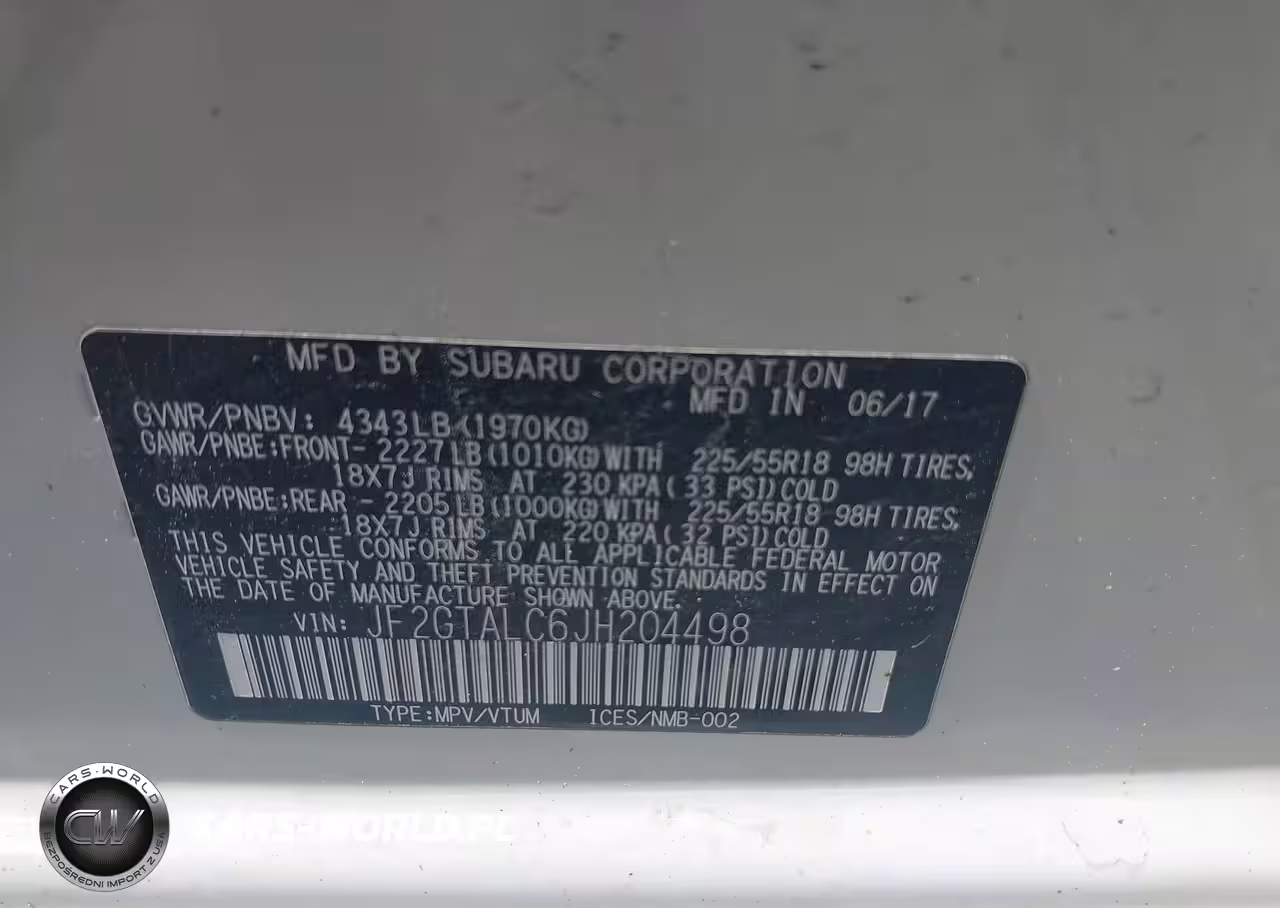 MFD BY SUBARU CORPORATION
MFD IN 06/17
GVWR/PNBV: 4343LB(1970KG)
GAWR/PNBE:FRONT- 2227LB(1010KG)WITH 225/55R18 98H TIRES,
18X7J RIMS AT 230 KPA( 33 PSI)COLD
GAWR/PNBE:REAR - 2205LB(1000KG)WITH 225/55R18 98H TIRES,
18X7J RIMS AT 220 KPA( 32 PSI)COLD
THIS VEHICLE CONFORMS TO ALL APPLICABLE FEDERAL MOTOR
VEHICLE SAFETY AND THEFT PREVENTION STANDARDS IN EFFECT ON
THE DATE OF MANUFACTURE SHOWN ABOVE.
VIN: JF2GTALC6JH204498
TYPE:MPV/VTUM ICES/NMB-002
CARS-WORLD
CW
BEZPOŚREDNI IMPORT Z USA
CARS-WORLD.PL